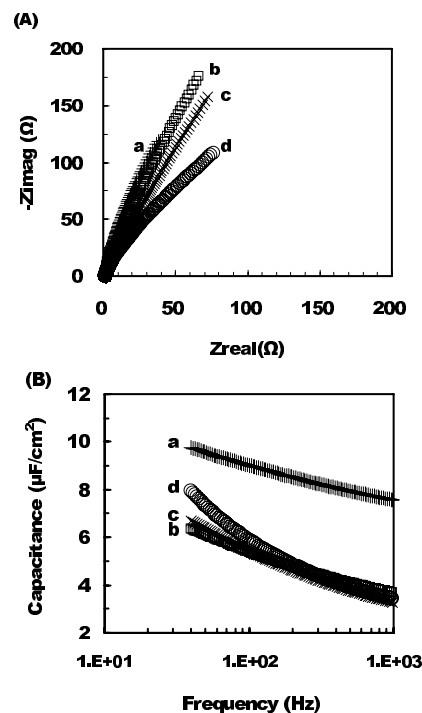 (A)
200
150
100
50
0
-Zimag (Ω)
a
b
c
d
0 50 100 150 200
Zreal(Ω)
(B)
12
10
8
6
4
2
Capacitance (µF/cm²)
a
d
c
b
1.E+01 1.E+02 1.E+03
Frequency (Hz)